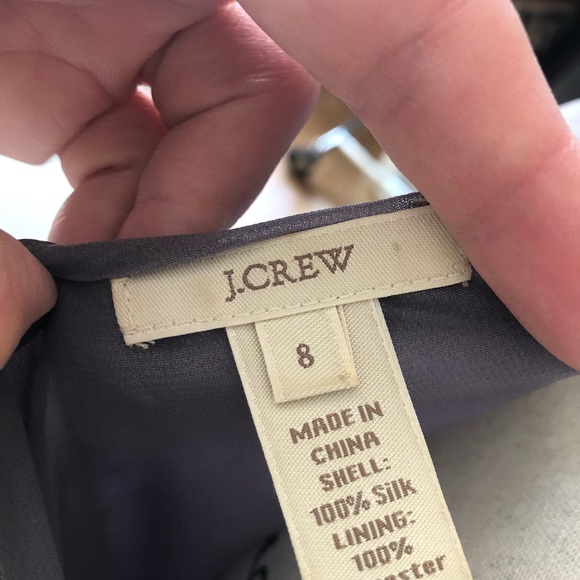 J.CREW
8
MADE IN
CHINA
SHELL:
100% Silk
LINING:
100%